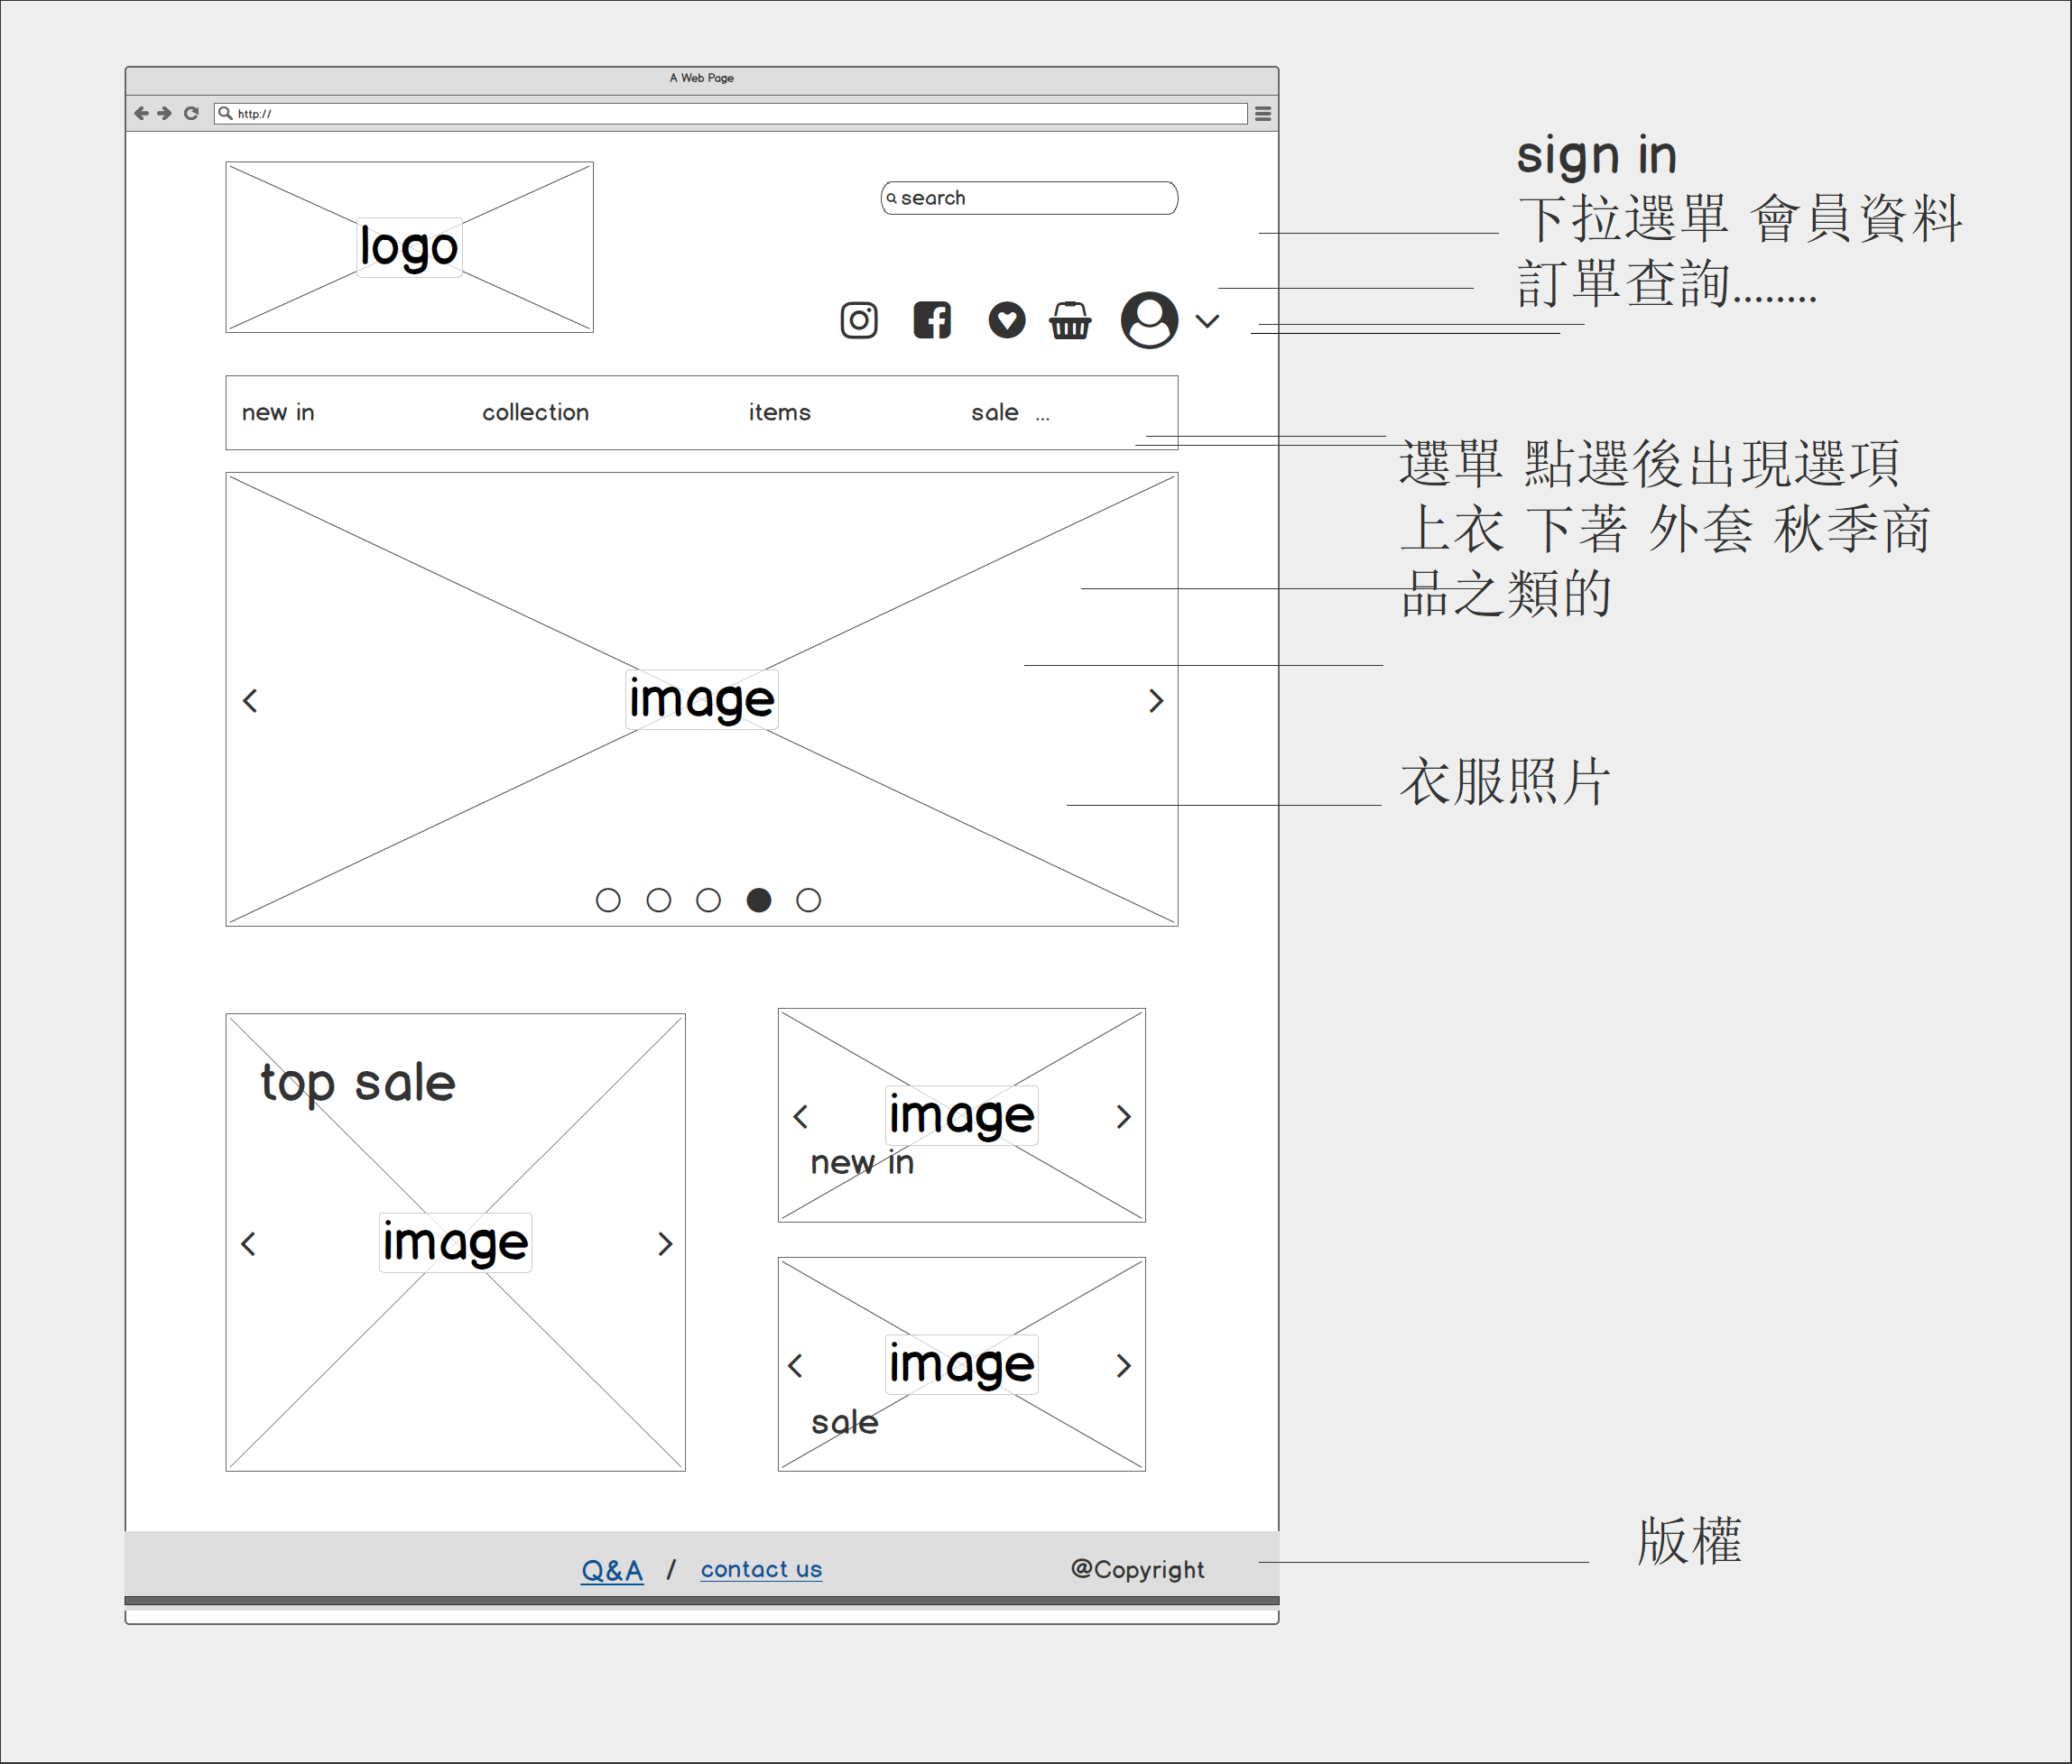 A Web Page
http://
search
logo
new in collection items sale ...
image
top sale
image
image
new in
image
sale
Q&A / contact us @Copyright
sign in
下拉選單 會員資料
訂單查詢........
選單 點選後出現選項
上衣 下著 外套 秋季商
品之類的
衣服照片
版權